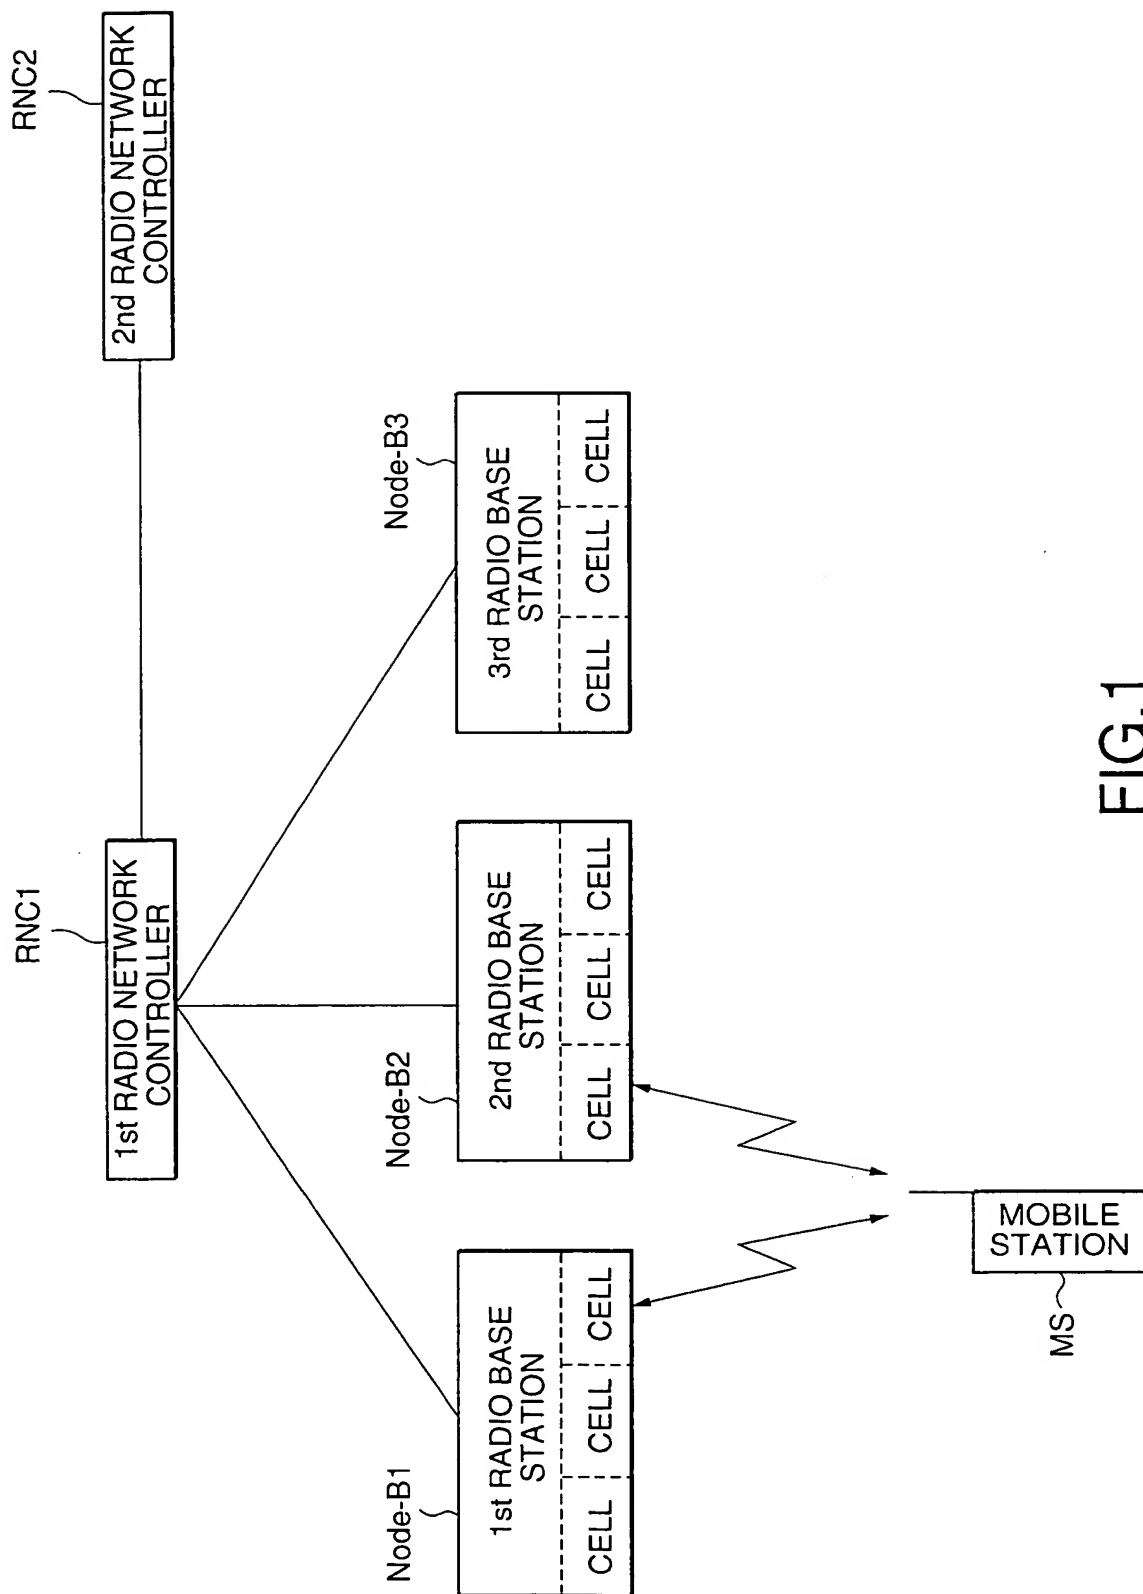 RNC1
1st RADIO NETWORK
CONTROLLER
RNC2
2nd RADIO NETWORK
CONTROLLER
Node-B1
1st RADIO BASE
STATION
CELL
CELL
CELL
Node-B2
2nd RADIO BASE
STATION
CELL
CELL
CELL
Node-B3
3rd RADIO BASE
STATION
CELL
CELL
CELL
MOBILE
STATION
MS
FIG.1